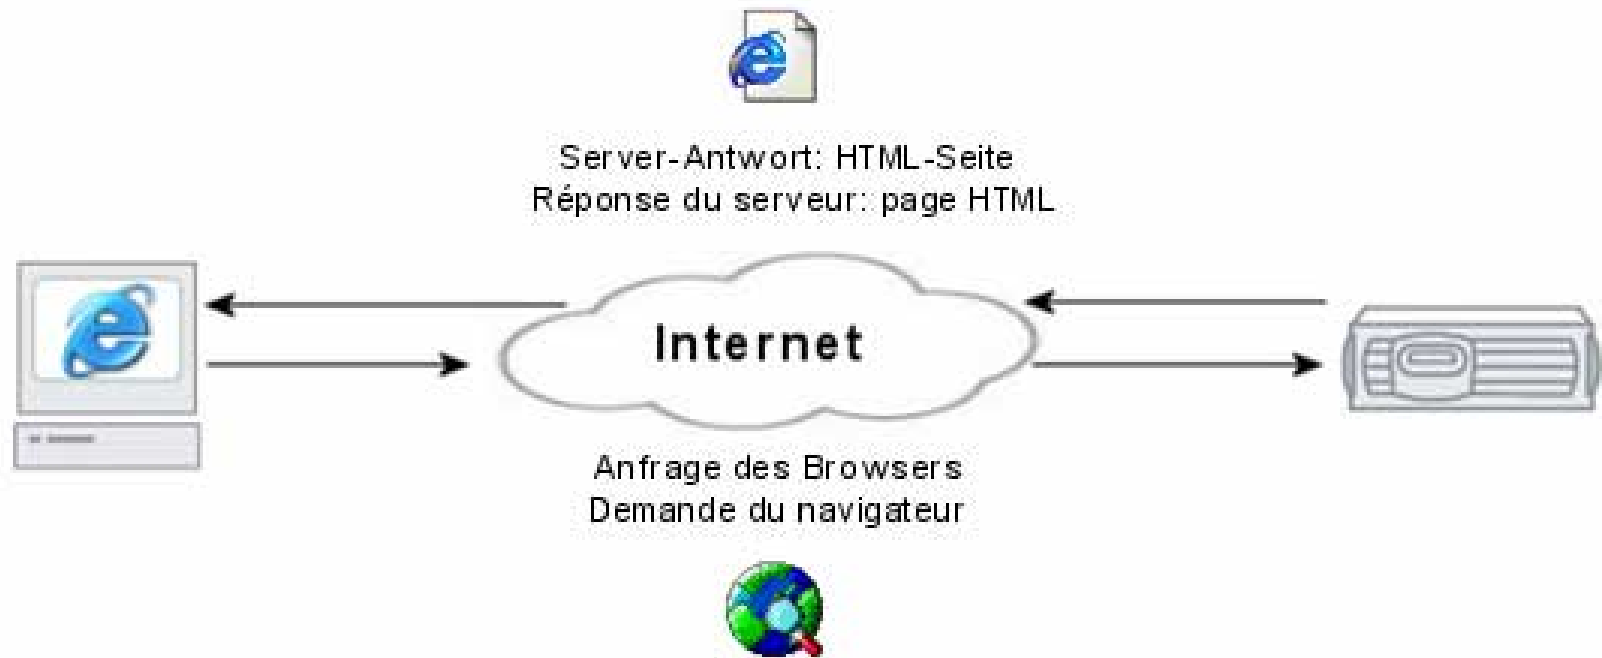 Server-Antwort: HTML-Seite
Réponse du serveur: page HTML
Internet
Anfrage des Browsers
Demande du navigateur